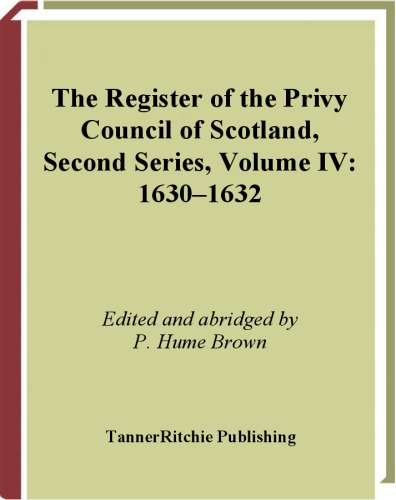 The Register of the Privy
Council of Scotland,
Second Series, Volume IV:
1630–1632
Edited and abridged by
P. Hume Brown
TannerRitchie Publishing